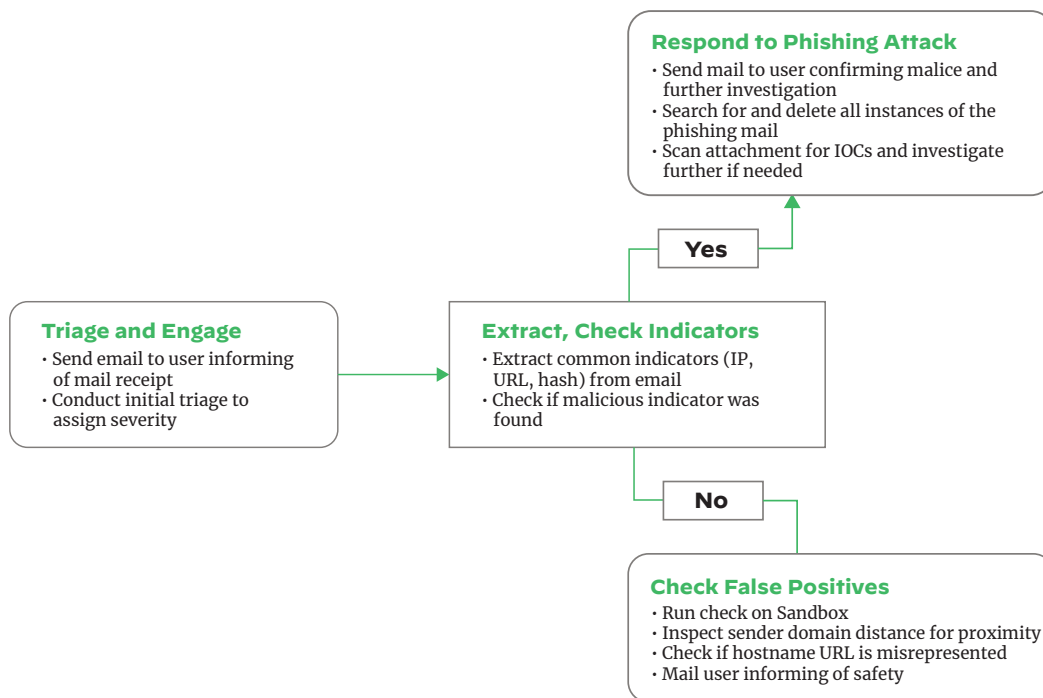 Respond to Phishing Attack
· Send mail to user confirming malice and
further investigation
· Search for and delete all instances of the
phishing mail
· Scan attachment for IOCs and investigate
further if needed
Yes
Triage and Engage
· Send email to user informing
of mail receipt
· Conduct initial triage to
assign severity
Extract, Check Indicators
· Extract common indicators (IP,
URL, hash) from email
· Check if malicious indicator was
found
No
Check False Positives
· Run check on Sandbox
· Inspect sender domain distance for proximity
· Check if hostname URL is misrepresented
· Mail user informing of safety